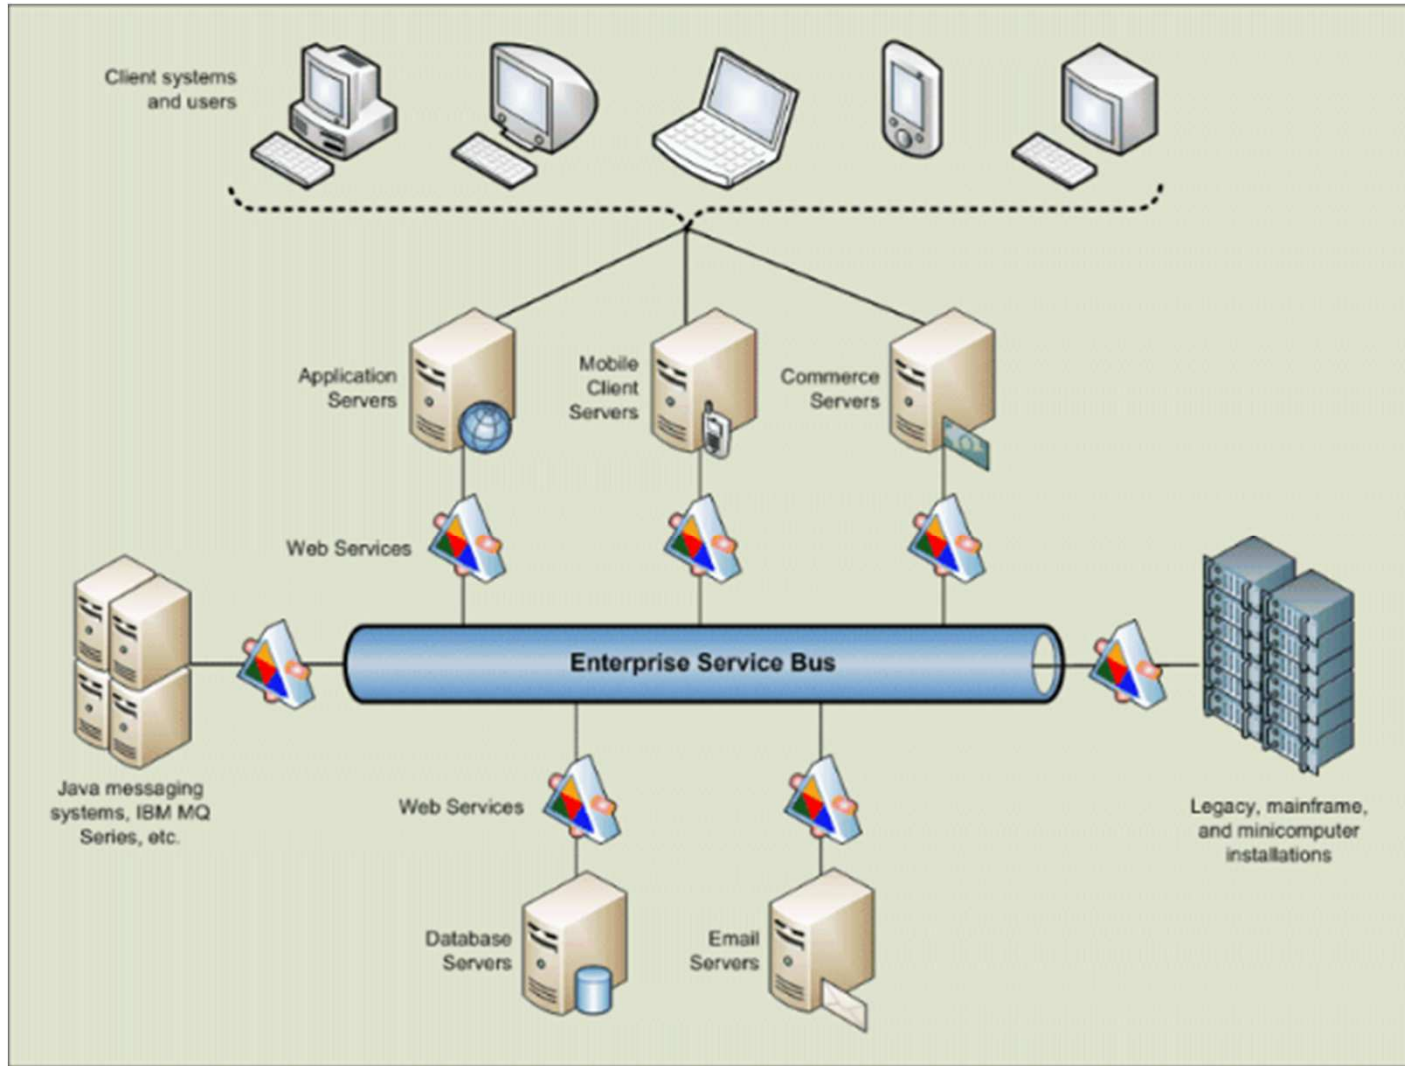 Client systems
and users
Application
Servers
Mobile
Client
Servers
Commerce
Servers
Web Services
Enterprise Service Bus
Java messaging
systems, IBM MQ
Series, etc.
Web Services
Legacy, mainframe,
and minicomputer
installations
Database
Servers
Email
Servers